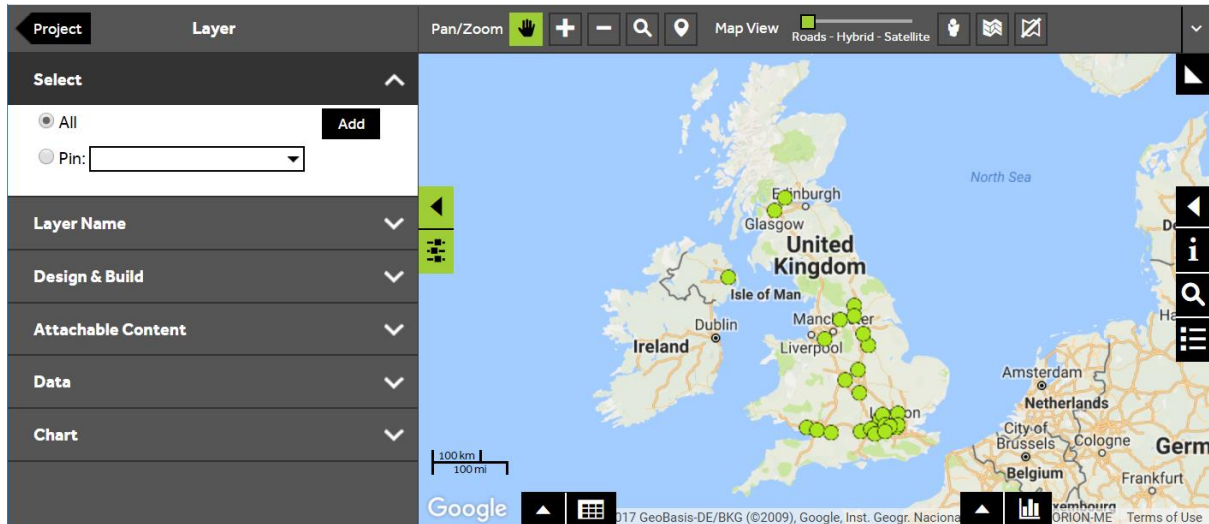 Project
Layer
Pan/Zoom
Map View
Roads - Hybrid - Satellite
Select
All
Add
Pin:
Layer Name
Design & Build
Attachable Content
Data
Chart
North Sea
Edinburgh
Glasgow
United
Kingdom
Isle of Man
Dublin
Ireland
Liverpool
Amsterdam
Netherlands
City of
Brussels
Cologne
Germ
Belgium
Frankfurt
100 km
100 mi
Google
017 GeoBasis-DE/BKG (©2009), Google, Inst. Geogr. Naciona
ORION-ME
Terms of Use